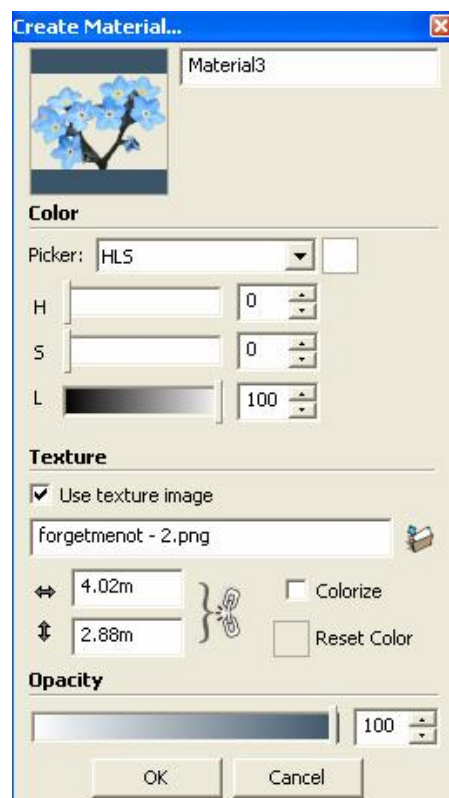 Create Material...
Material3
Color
Picker: HLS
H 0
S 0
L 100
Texture
Use texture image
forgetmenot - 2.png
4.02m
Colorize
2.88m
Reset Color
Opacity
100
OK Cancel